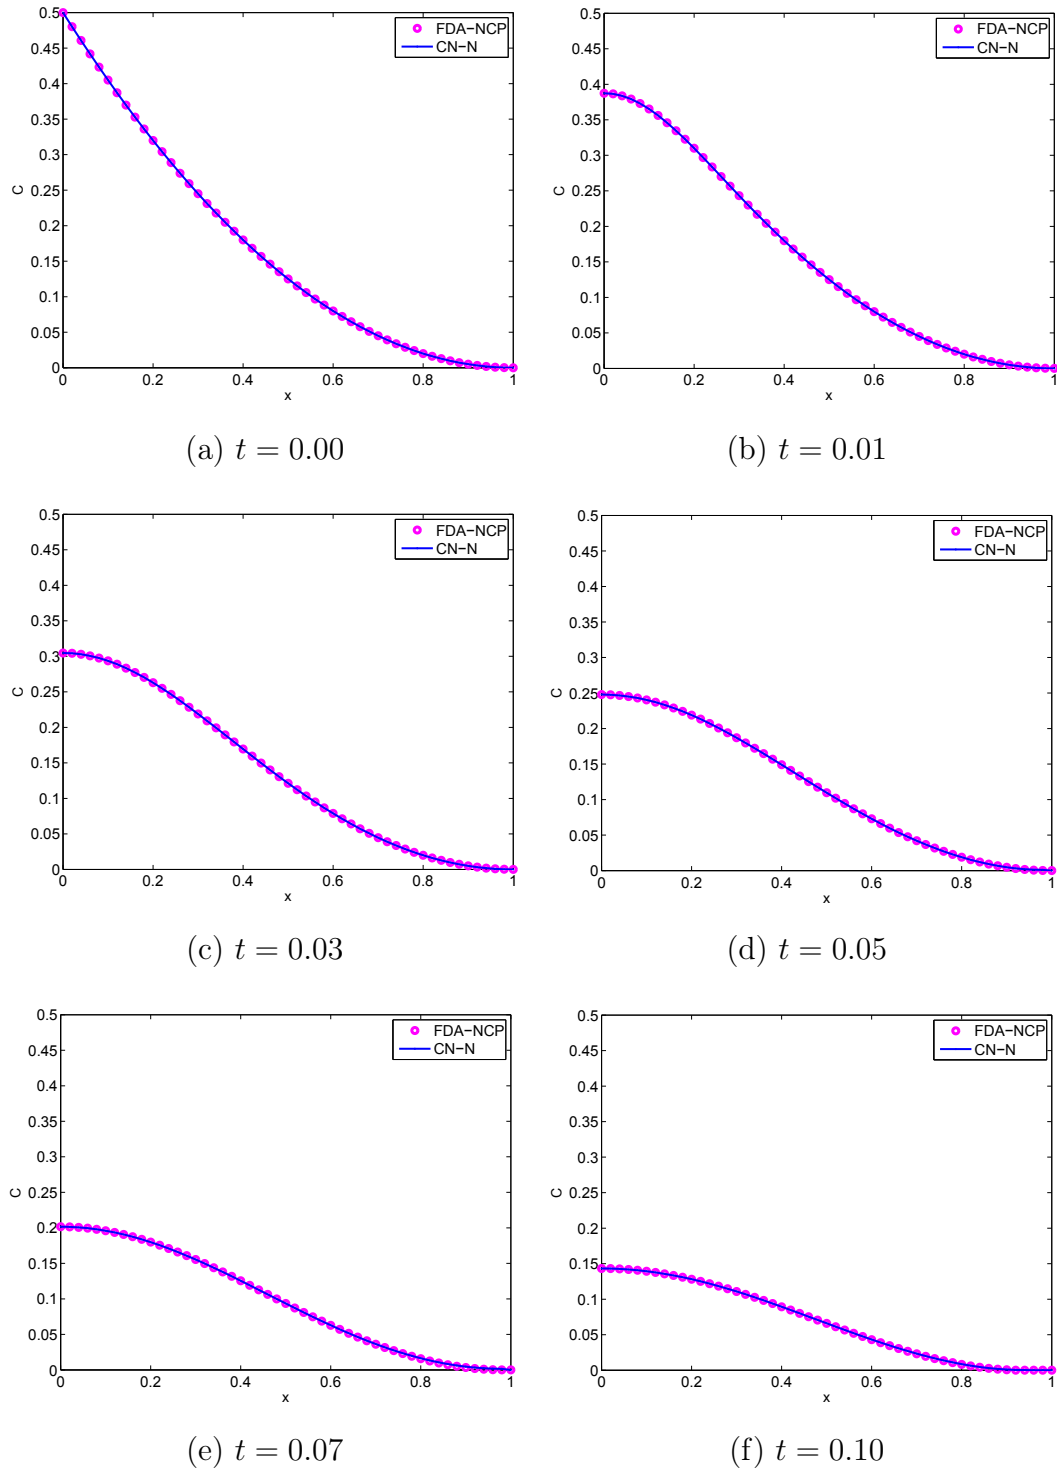 0.5
0.45
0.4
0.35
0.3
0.25
0.2
0.15
0.1
0.05
0
C
0 0.2 0.4 0.6 0.8 1
x
FDA-NCP
CN-N
(a) t = 0.00
0.5
0.45
0.4
0.35
0.3
0.25
0.2
0.15
0.1
0.05
0
C
0 0.2 0.4 0.6 0.8 1
x
FDA-NCP
CN-N
(b) t = 0.01
0.5
0.45
0.4
0.35
0.3
0.25
0.2
0.15
0.1
0.05
0
C
0 0.2 0.4 0.6 0.8 1
x
FDA-NCP
CN-N
(c) t = 0.03
0.5
0.45
0.4
0.35
0.3
0.25
0.2
0.15
0.1
0.05
0
C
0 0.2 0.4 0.6 0.8 1
x
FDA-NCP
CN-N
(d) t = 0.05
0.5
0.45
0.4
0.35
0.3
0.25
0.2
0.15
0.1
0.05
0
C
0 0.2 0.4 0.6 0.8 1
x
FDA-NCP
CN-N
(e) t = 0.07
0.5
0.45
0.4
0.35
0.3
0.25
0.2
0.15
0.1
0.05
0
C
0 0.2 0.4 0.6 0.8 1
x
FDA-NCP
CN-N
(f) t = 0.10